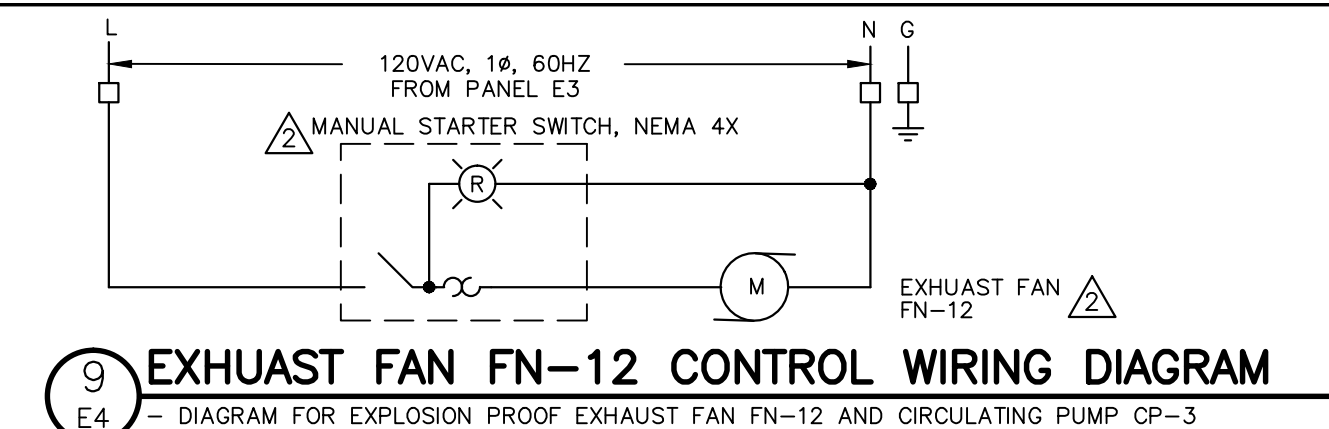 L N G
120VAC, 1ø, 60HZ
FROM PANEL E3
2 MANUAL STARTER SWITCH, NEMA 4X
R
M
EXHUAST FAN 2
FN-12
9 EXHUAST FAN FN-12 CONTROL WIRING DIAGRAM
E4 - DIAGRAM FOR EXPLOSION PROOF EXHAUST FAN FN-12 AND CIRCULATING PUMP CP-3